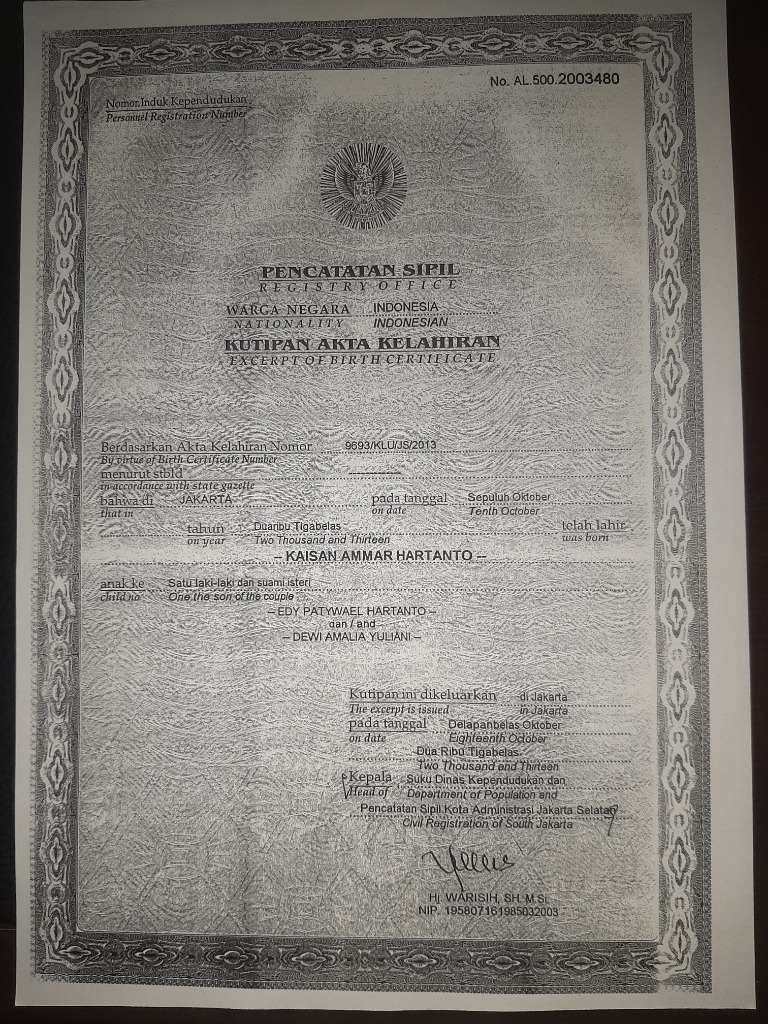 No. AL.500.2003480
Nomor Induk Kependudukan
Personnel Registration Number
PENCATATAN SIPIL
REGISTRY OFFICE
WARGA NEGARA INDONESIA
NATIONALITY INDONESIAN
KUTIPAN AKTA KELAHIRAN
EXCERPT OF BIRTH CERTIFICATE
Berdasarkan Akta Kelahiran Nomor 9693/KLU/JS/2013
By virtue of Birth Certificate Number
menurut stbld
in accordance with state gazette
bahwa di JAKARTA pada tanggal Sepuluh Oktober
that in on date Tenth October
tahun Duaribu Tigabelas telah lahir
on year Two Thousand and Thirteen was born
-- KAISAN AMMAR HARTANTO --
anak ke Satu laki-laki dan suami isteri
child no One the son of the couple
-- EDY PATYWAEL HARTANTO --
dan / and
-- DEWI AMALIA YULIANI --
Kutipan ini dikeluarkan di Jakarta
The excerpt is issued in Jakarta
pada tanggal Delapanbelas Oktober
on date Eighteenth October
Dua Ribu Tigabelas
Two Thousand and Thirteen
Kepala Suku Dinas Kependudukan dan
Head of Department of Population and
Pencatatan Sipil Kota Administrasi Jakarta Selatan
Civil Registration of South Jakarta
Hj. WARISIH, SH. M.Si.
NIP. 195807161985032003